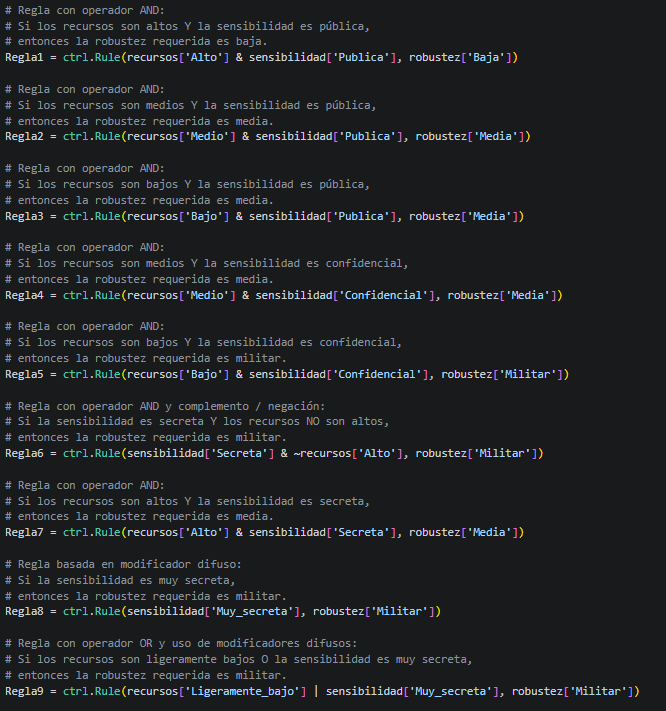 # Regla con operador AND:
# Si los recursos son altos Y la sensibilidad es pública,
# entonces la robustez requerida es baja.
Regla1 = ctrl.Rule(recursos['Alto'] & sensibilidad['Publica'], robustez['Baja'])
# Regla con operador AND:
# Si los recursos son medios Y la sensibilidad es pública,
# entonces la robustez requerida es media.
Regla2 = ctrl.Rule(recursos['Medio'] & sensibilidad['Publica'], robustez['Media'])
# Regla con operador AND:
# Si los recursos son bajos Y la sensibilidad es pública,
# entonces la robustez requerida es media.
Regla3 = ctrl.Rule(recursos['Bajo'] & sensibilidad['Publica'], robustez['Media'])
# Regla con operador AND:
# Si los recursos son medios Y la sensibilidad es confidencial,
# entonces la robustez requerida es media.
Regla4 = ctrl.Rule(recursos['Medio'] & sensibilidad['Confidencial'], robustez['Media'])
# Regla con operador AND:
# Si los recursos son bajos Y la sensibilidad es confidencial,
# entonces la robustez requerida es militar.
Regla5 = ctrl.Rule(recursos['Bajo'] & sensibilidad['Confidencial'], robustez['Militar'])
# Regla con operador AND y complemento / negación:
# Si la sensibilidad es secreta Y los recursos NO son altos,
# entonces la robustez requerida es militar.
Regla6 = ctrl.Rule(sensibilidad['Secreta'] & ~recursos['Alto'], robustez['Militar'])
# Regla con operador AND:
# Si los recursos son altos Y la sensibilidad es secreta,
# entonces la robustez requerida es media.
Regla7 = ctrl.Rule(recursos['Alto'] & sensibilidad['Secreta'], robustez['Media'])
# Regla basada en modificador difuso:
# Si la sensibilidad es muy secreta,
# entonces la robustez requerida es militar.
Regla8 = ctrl.Rule(sensibilidad['Muy_secreta'], robustez['Militar'])
# Regla con operador OR y uso de modificadores difusos:
# Si los recursos son ligeramente bajos O la sensibilidad es muy secreta,
# entonces la robustez requerida es militar.
Regla9 = ctrl.Rule(recursos['Ligeramente_bajo'] | sensibilidad['Muy_secreta'], robustez['Militar'])